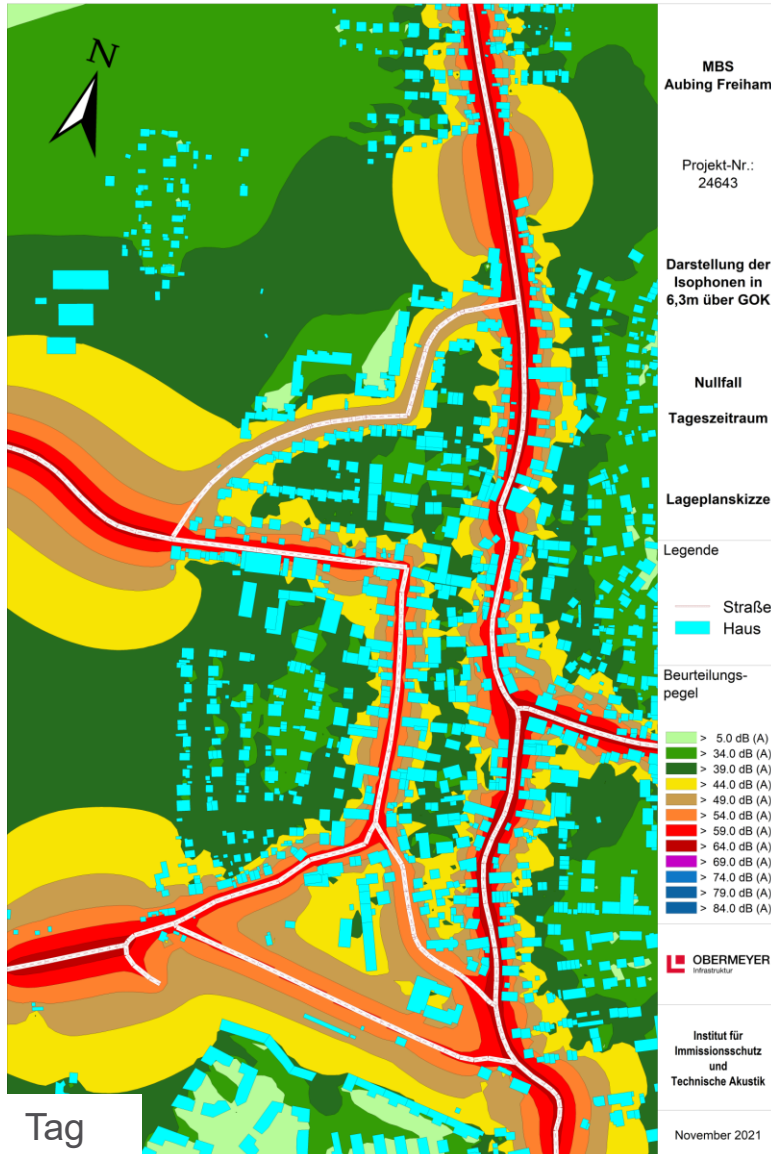 N
MBS
Aubing Freiham
Projekt-Nr.:
24643
Darstellung der
Isophonen in
6,3m über GOK
Nullfall
Tageszeitraum
Lageplanskizze
Legende
Straße
Haus
Beurteilungs-
pegel
> 5.0 dB (A)
> 34.0 dB (A)
> 39.0 dB (A)
> 44.0 dB (A)
> 49.0 dB (A)
> 54.0 dB (A)
> 59.0 dB (A)
> 64.0 dB (A)
> 69.0 dB (A)
> 74.0 dB (A)
> 79.0 dB (A)
> 84.0 dB (A)
OBERMEYER
Infrastruktur
Institut für
Immissionsschutz
und
Technische Akustik
November 2021
Tag